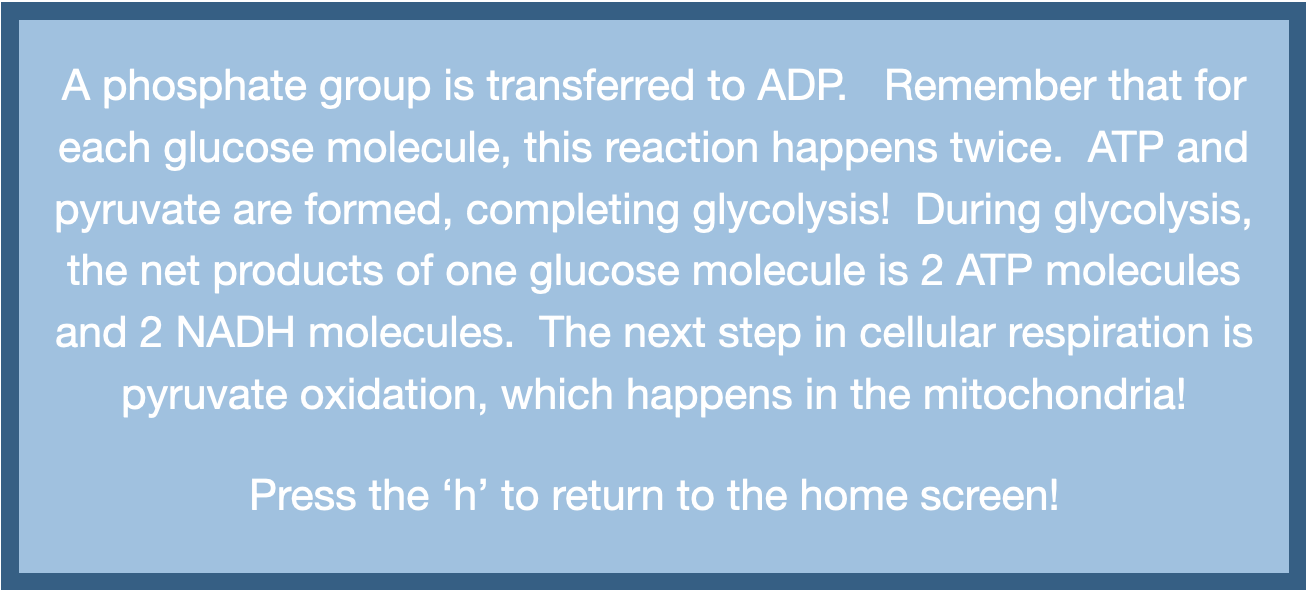 A phosphate group is transferred to ADP.   Remember that for
each glucose molecule, this reaction happens twice.  ATP and
pyruvate are formed, completing glycolysis!  During glycolysis,
the net products of one glucose molecule is 2 ATP molecules
and 2 NADH molecules.  The next step in cellular respiration is
pyruvate oxidation, which happens in the mitochondria!
Press the ‘h’ to return to the home screen!